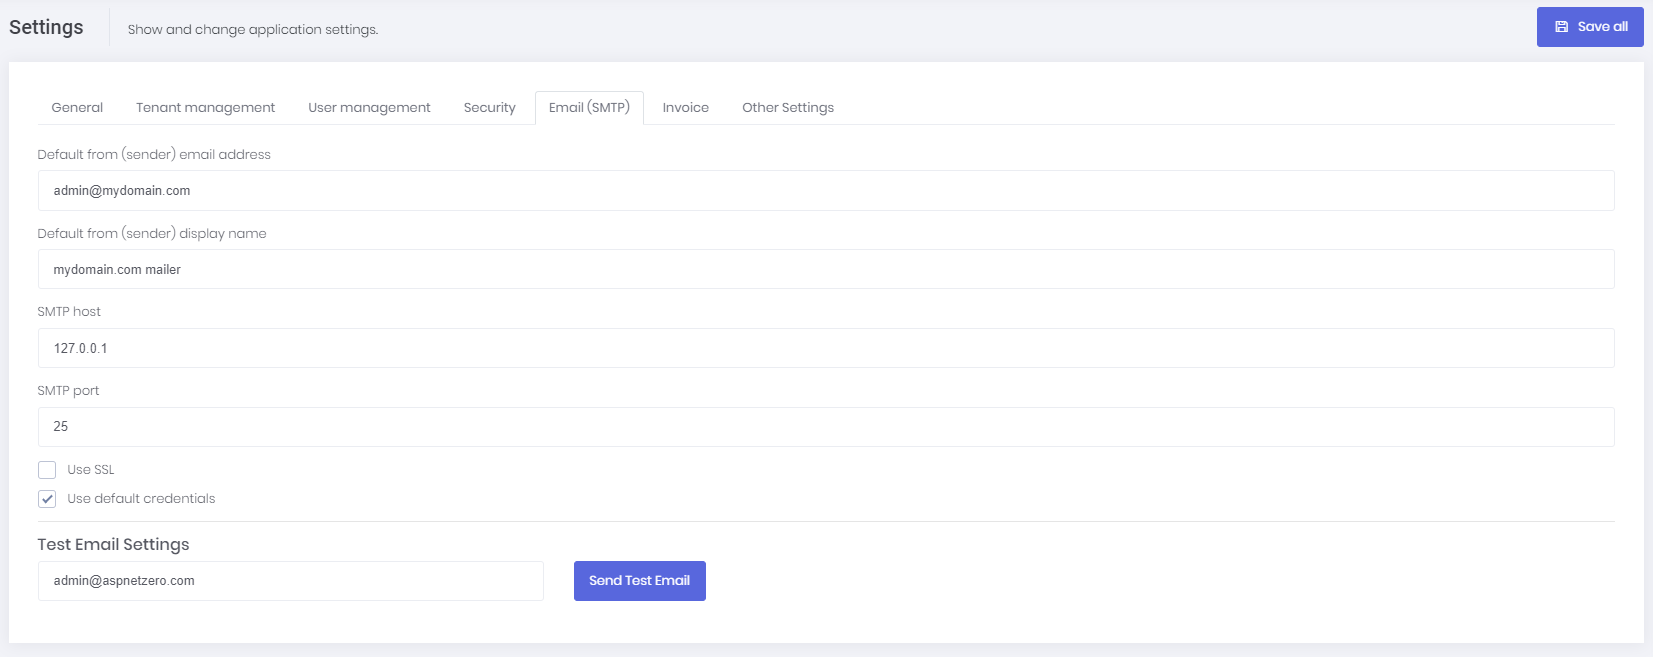 Settings
Show and change application settings.
Save all
General Tenant management User management Security Email (SMTP) Invoice Other Settings
Default from (sender) email address
admin@mydomain.com
Default from (sender) display name
mydomain.com mailer
SMTP host
127.0.0.1
SMTP port
25
Use SSL
Use default credentials
Test Email Settings
admin@aspnetzero.com
Send Test Email